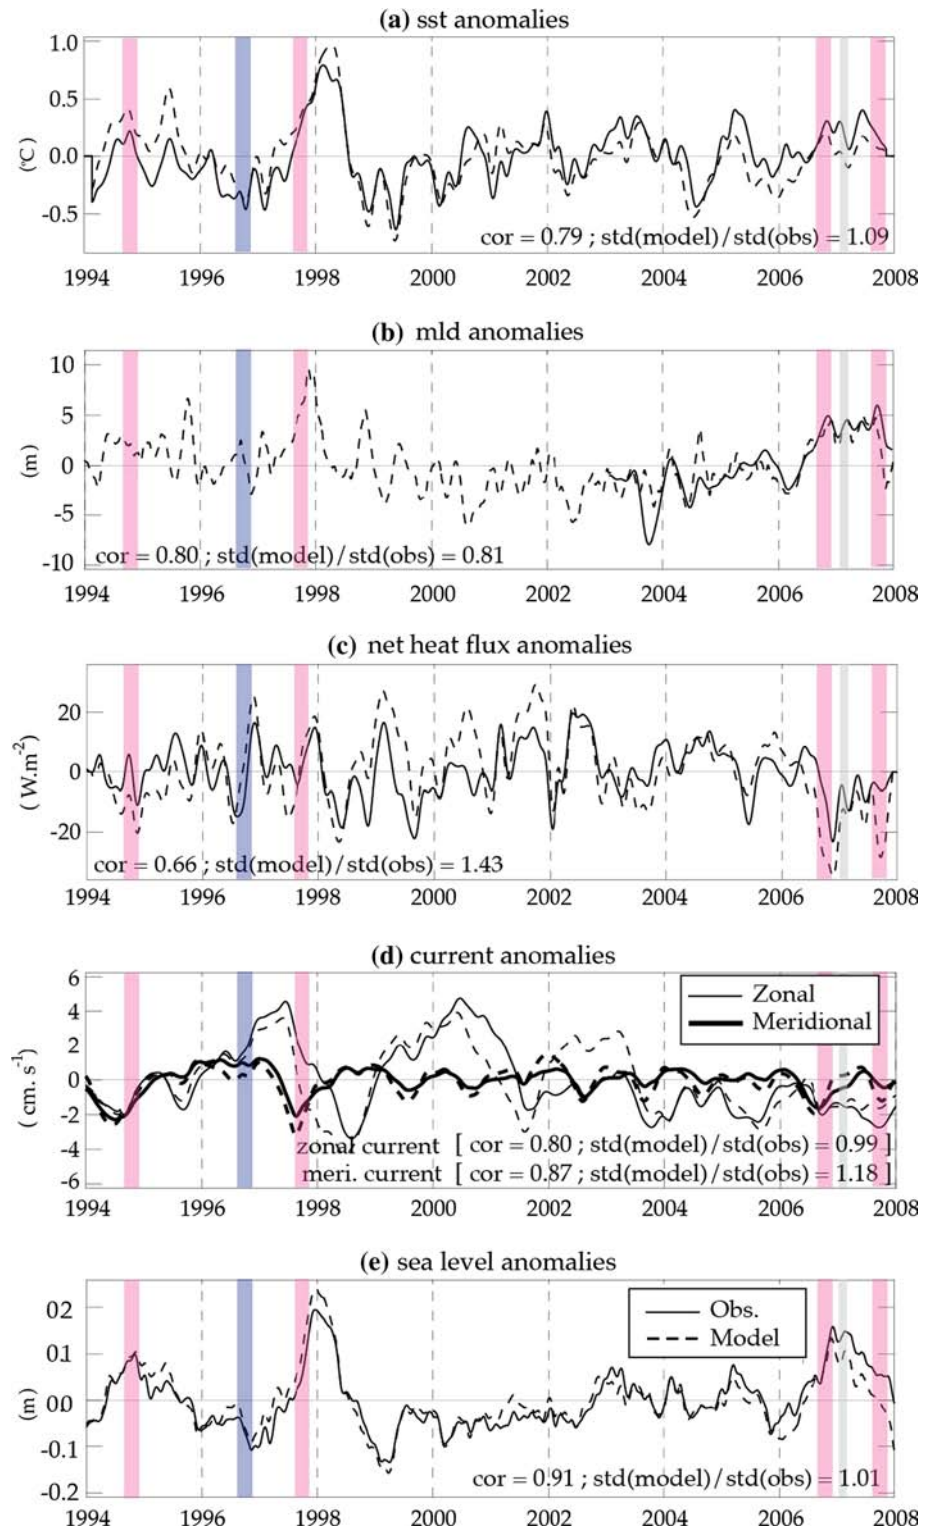 (a) sst anomalies
1.0
0.5
0.0
-0.5
(°C)
cor = 0.79 ; std(model)/std(obs) = 1.09
1994 1996 1998 2000 2002 2004 2006 2008
(b) mld anomalies
10
5
0
-5
-10
(m)
cor = 0.80 ; std(model)/std(obs) = 0.81
1994 1996 1998 2000 2002 2004 2006 2008
(c) net heat flux anomalies
20
0
-20
( W.m-2)
cor = 0.66 ; std(model)/std(obs) = 1.43
1994 1996 1998 2000 2002 2004 2006 2008
(d) current anomalies
6
4
2
0
-2
-4
-6
( cm. s-1)
Zonal
Meridional
zonal current [ cor = 0.80 ; std(model)/std(obs) = 0.99 ]
meri. current [ cor = 0.87 ; std(model)/std(obs) = 1.18 ]
1994 1996 1998 2000 2002 2004 2006 2008
(e) sea level anomalies
02
0.1
0.0
-0.1
-0.2
(m)
Obs.
Model
cor = 0.91 ; std(model)/std(obs) = 1.01
1994 1996 1998 2000 2002 2004 2006 2008